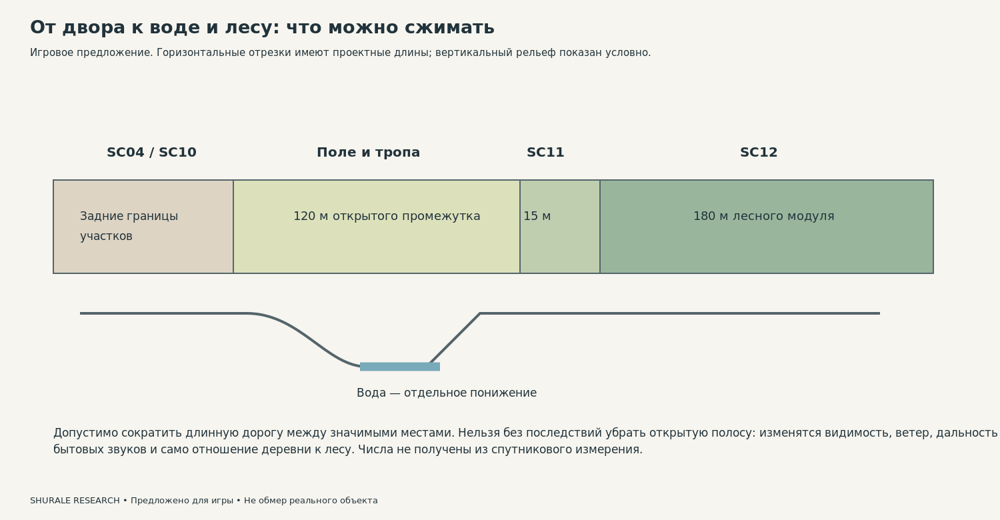 От двора к воде и лесу: что можно сжимать
Игровое предложение. Горизонтальные отрезки имеют проектные длины; вертикальный рельеф показан условно.
SC04 / SC10
Поле и тропа
SC11
SC12
Задние границы
участков
120 м открытого промежутка
15 м
180 м лесного модуля
Вода — отдельное понижение
Допустимо сократить длинную дорогу между значимыми местами. Нельзя без последствий убрать открытую полосу: изменятся видимость, ветер, дальность
бытовых звуков и само отношение деревни к лесу. Числа не получены из спутникового измерения.
SHURALE RESEARCH • Предложено для игры • Не обмер реального объекта